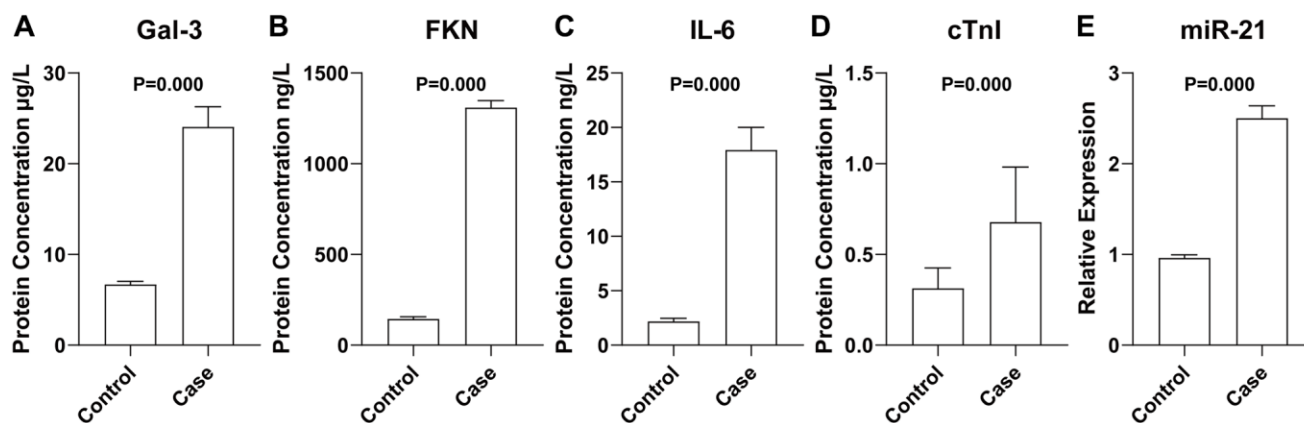 A Gal-3
P=0.000
Protein Concentration μg/L
30
20
10
0
Control
Case
B FKN
P=0.000
Protein Concentration ng/L
1500
1000
500
0
Control
Case
C IL-6
P=0.000
Protein Concentration ng/L
25
20
15
10
5
0
Control
Case
D cTnI
P=0.000
Protein Concentration μg/L
1.5
1.0
0.5
0.0
Control
Case
E miR-21
P=0.000
Relative Expression
3
2
1
0
Control
Case